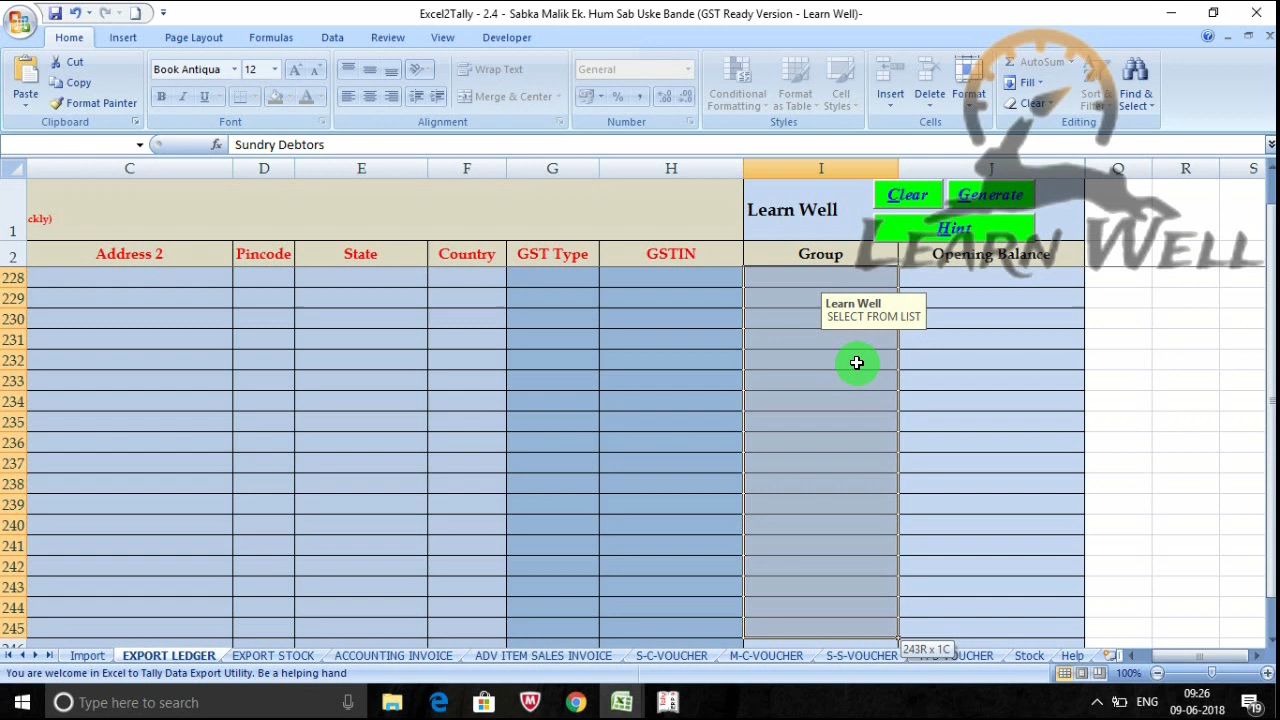 Excel2Tally - 2.4 - Sabka Malik Ek. Hum Sab Uske Bande (GST Ready Version - Learn Well)-
Home Insert Page Layout Formulas Data Review View Developer
Cut
Copy
Format Painter
Paste
Clipboard
Book Antiqua 12
B I U
Font
Wrap Text
Merge & Center
Alignment
General
%
Number
Conditional Formatting
Format as Table
Cell Styles
Styles
Insert Delete Format
Cells
AutoSum
Fill
Clear
Sort &
Find & Select
Editing
fx Sundry Debtors
C D E F G H I J Q R S
1 ckly) Learn Well Clear Generate
Hint
LEARN WELL
2 Address 2 Pincode State Country GST Type GSTIN Group Opening Balance
228
229
230
231
232
233
234
235
236
237
238
239
240
241
242
243
244
245
Learn Well
SELECT FROM LIST
243R x 1C
Import EXPORT LEDGER EXPORT STOCK ACCOUNTING INVOICE ADV ITEM SALES INVOICE S-C-VOUCHER M-C-VOUCHER S-S-VOUCHER VOUCHER Stock Help
You are welcome in Excel to Tally Data Export Utility. Be a helping hand
100%
Type here to search
ENG
09:26
09-06-2018
19